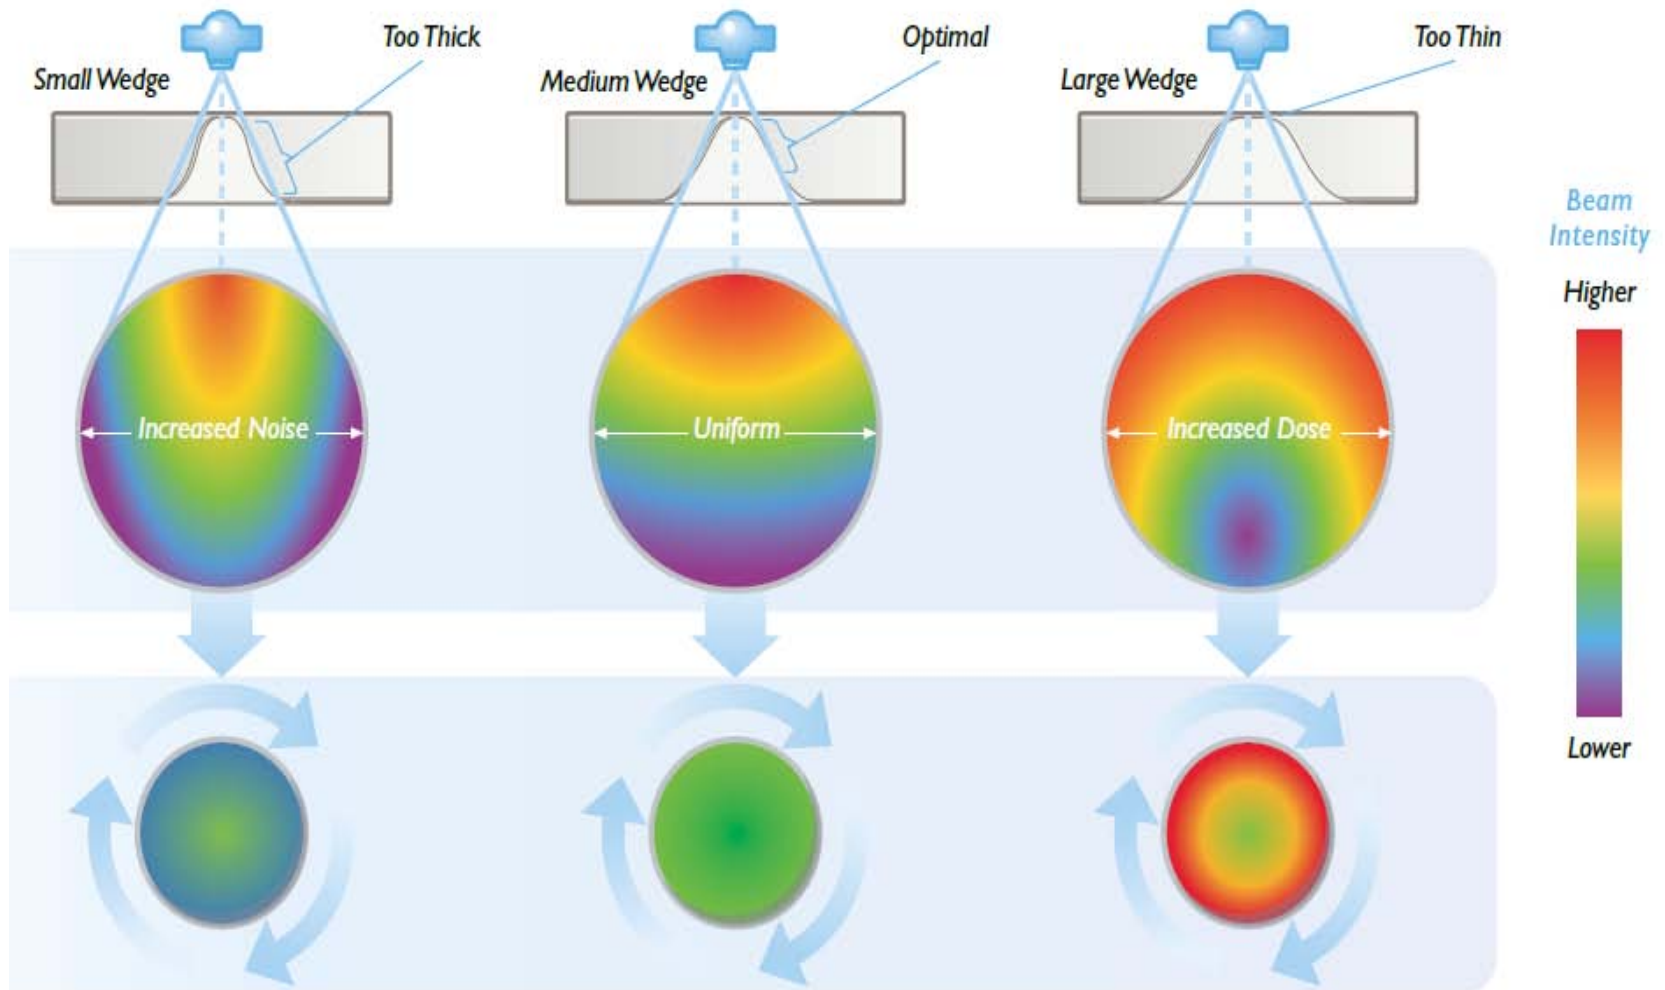 Too Thick
Small Wedge
Optimal
Medium Wedge
Too Thin
Large Wedge
Beam
Intensity
Higher
Increased Noise
Uniform
Increased Dose
Lower